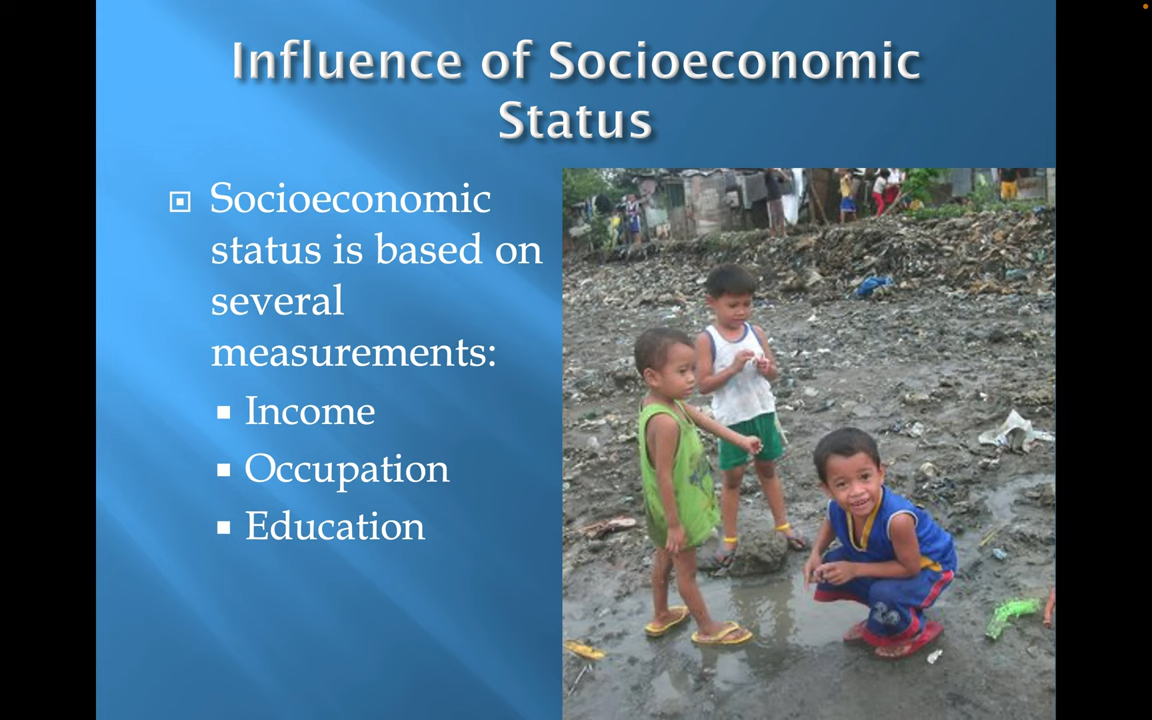 Influence of Socioeconomic
Status
Socioeconomic
status is based on
several
measurements:
Income
Occupation
Education